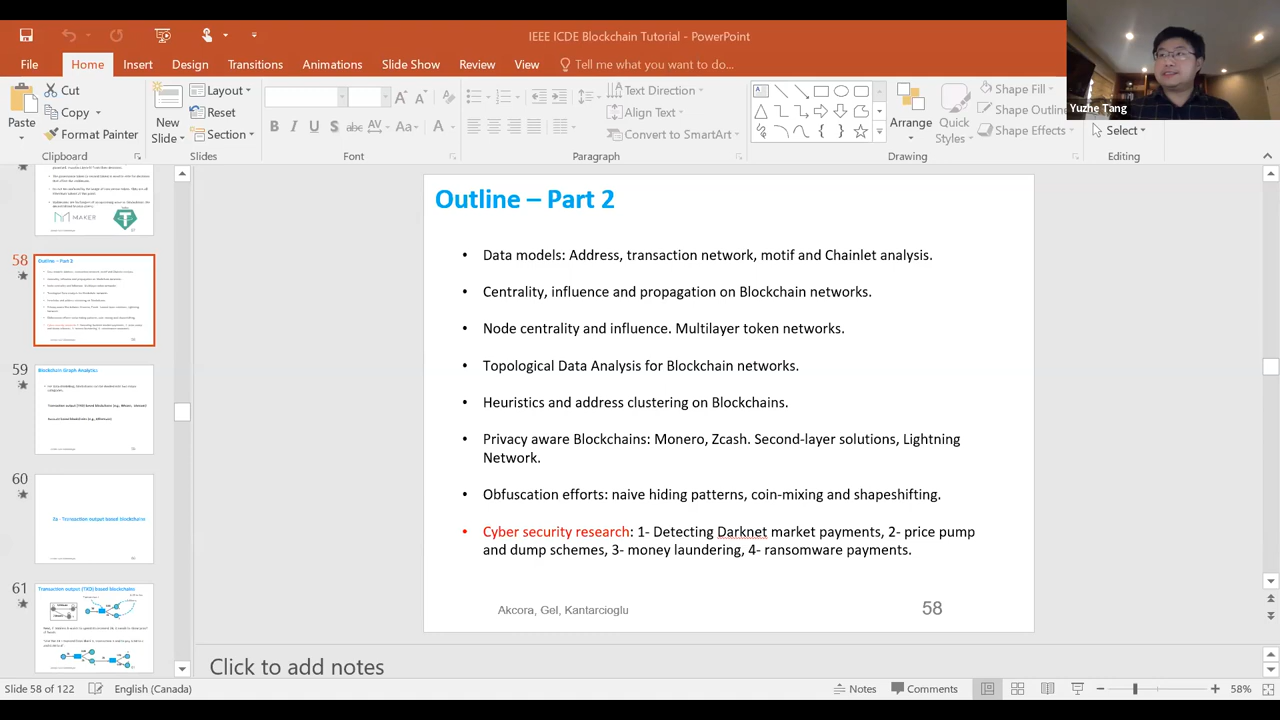 IEEE ICDE Blockchain Tutorial - PowerPoint
File Home Insert Design Transitions Animations Slide Show Review View Tell me what you want to do...
Yuzhe Tang
Paste
Cut
Copy
Format Painter
Clipboard
New Slide
Layout
Reset
Section
Slides
Font
Text Direction
Align Text
Convert to SmartArt
Paragraph
Arrange
Quick Styles
Shape Fill
Shape Outline
Shape Effects
Drawing
Select
Editing
MAKER
58
Outline – Part 2
59
Blockchain Graph Analytics
60
61
Transaction output (TXO) based blockchains
Outline – Part 2
• Data models: Address, transaction network, motif and Chainlet analysis.
• Centrality, influence and propagation on
• centrality and influence. Multilayer
• Topological Data Analysis for Blockchain networks.
• Heuristics and address clustering on
• Privacy aware Blockchains: Monero, Zcash. Second-layer solutions, Lightning
Network.
• Obfuscation efforts: naive hiding patterns, coin-mixing and shapeshifting.
• Cyber security research: 1- Detecting Darknet market payments, 2- price pump
and dump schemes, 3- money laundering, 4- ransomware payments.
Akcora, Gel, Kantarcioglu 58
Click to add notes
Slide 58 of 122 English (Canada) Notes Comments 58%